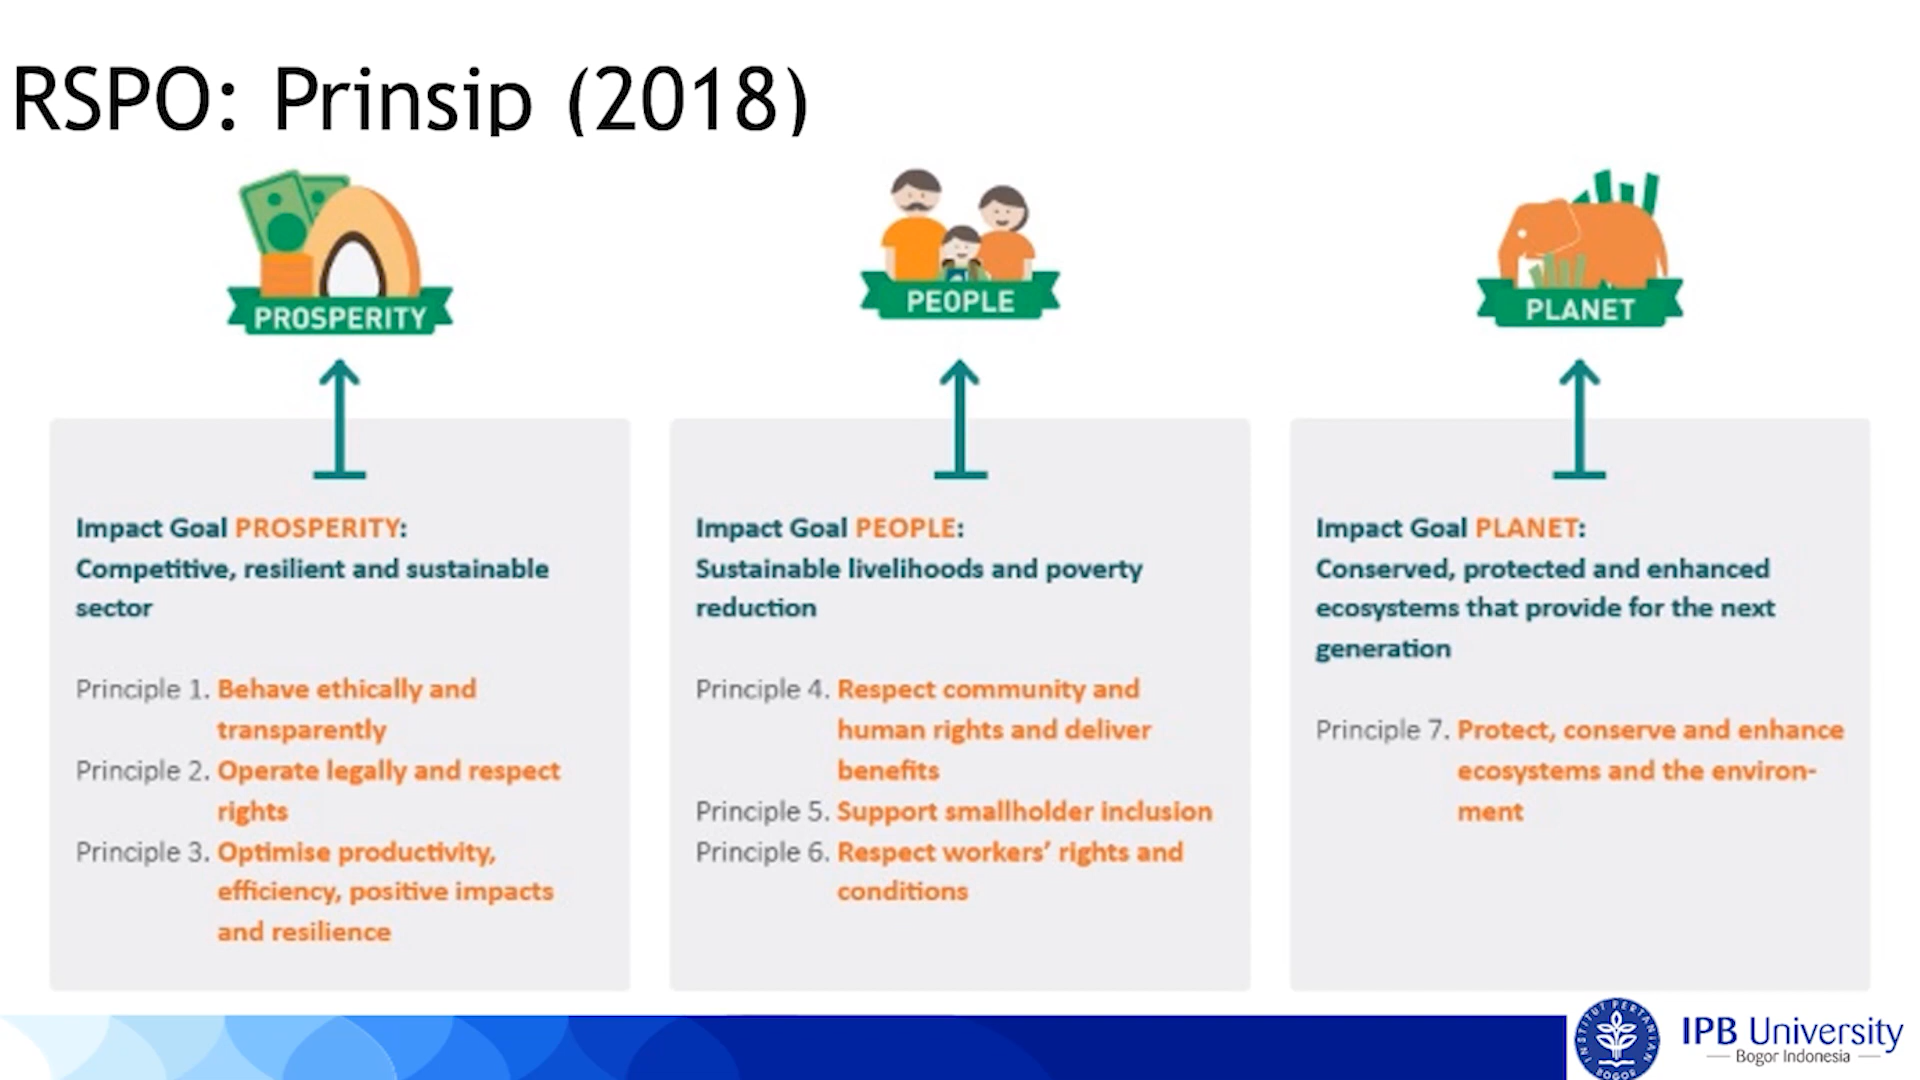 RSPO: Prinsip (2018)
PROSPERITY
PEOPLE
PLANET
Impact Goal PROSPERITY:
Competitive, resilient and sustainable
sector
Principle 1. Behave ethically and
transparently
Principle 2. Operate legally and respect
rights
Principle 3. Optimise productivity,
efficiency, positive impacts
and resilience
Impact Goal PEOPLE:
Sustainable livelihoods and poverty
reduction
Principle 4. Respect community and
human rights and deliver
benefits
Principle 5. Support smallholder inclusion
Principle 6. Respect workers’ rights and
conditions
Impact Goal PLANET:
Conserved, protected and enhanced
ecosystems that provide for the next
generation
Principle 7. Protect, conserve and enhance
ecosystems and the environ-
ment
INSTITUT PERTANIAN
BOGOR
IPB University
Bogor Indonesia